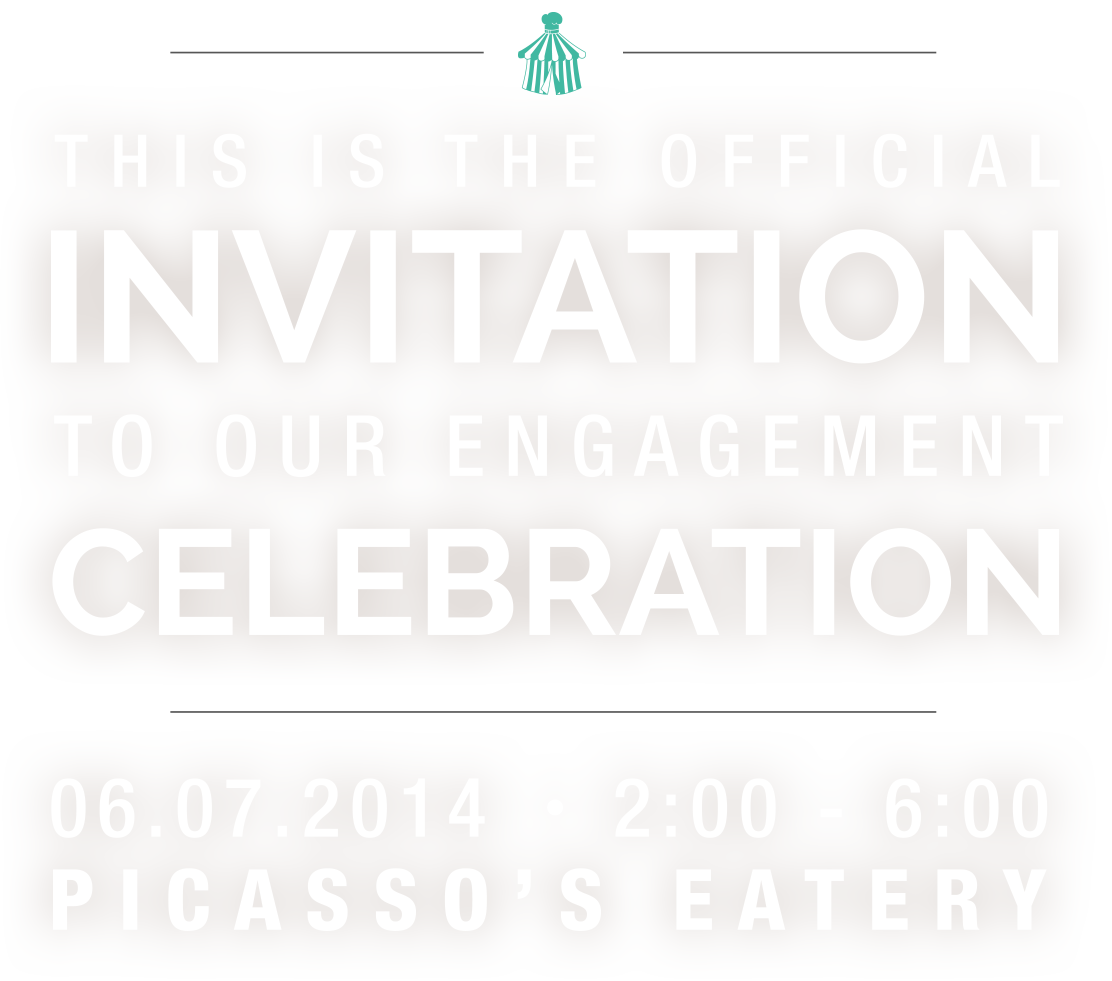 THIS IS THE OFFICIAL
INVITATION
TO OUR ENGAGEMENT
CELEBRATION
06.07.2014 • 2:00 - 6:00
PICASSO’S EATERY